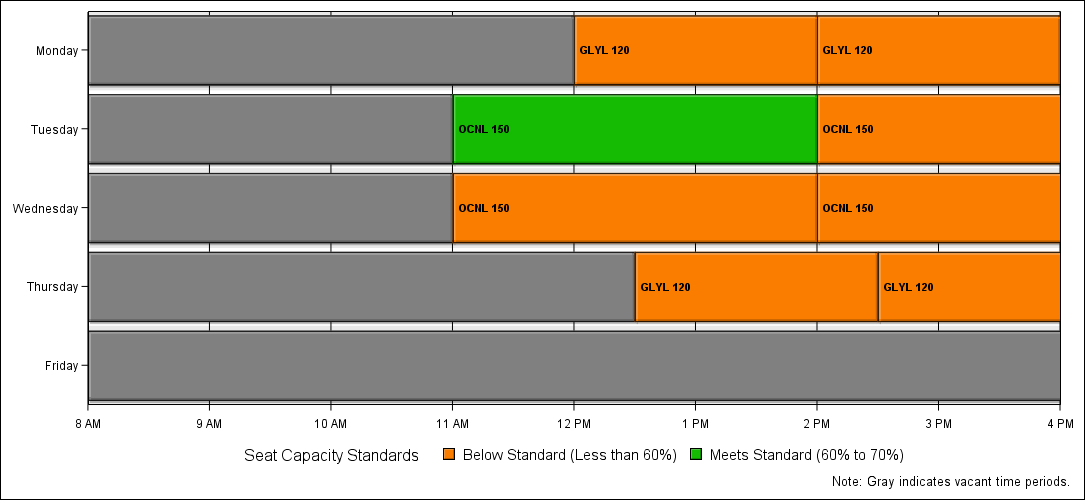 Monday GLYL 120 GLYL 120
Tuesday OCNL 150 OCNL 150
Wednesday OCNL 150 OCNL 150
Thursday GLYL 120 GLYL 120
Friday
8 AM 9 AM 10 AM 11 AM 12 PM 1 PM 2 PM 3 PM 4 PM
Seat Capacity Standards Below Standard (Less than 60%) Meets Standard (60% to 70%)
Note: Gray indicates vacant time periods.